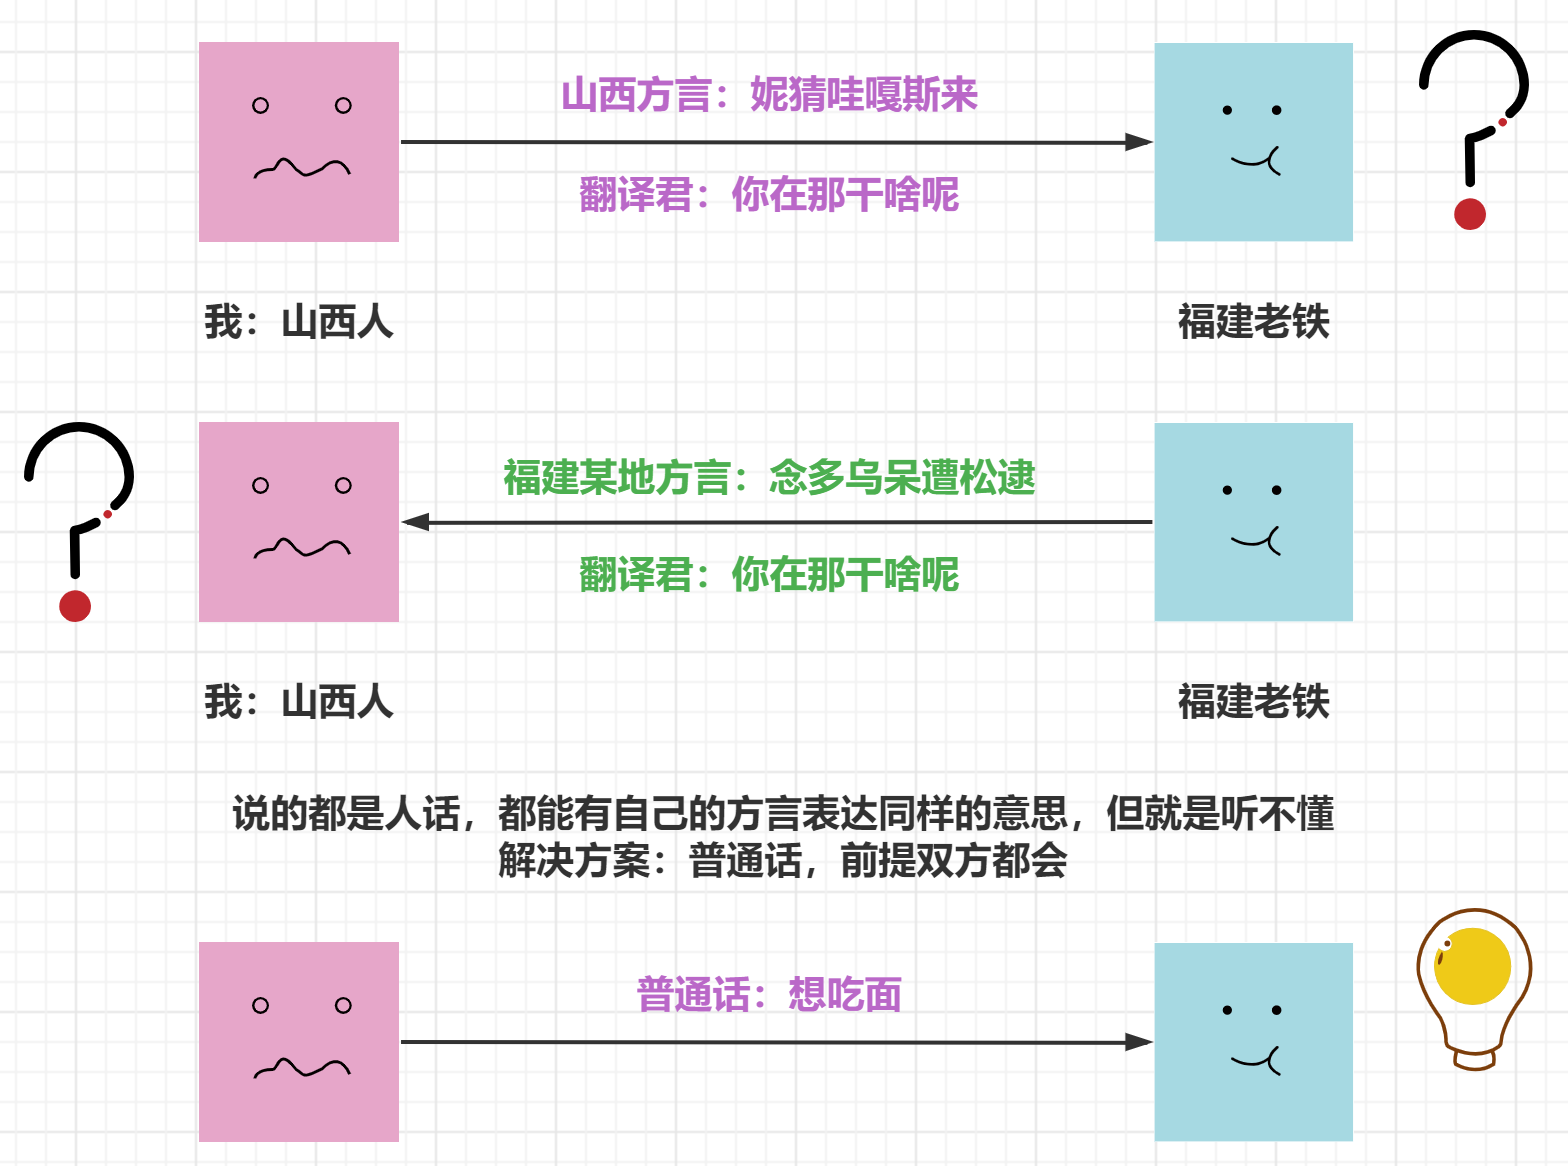 山西方言：妮猜哇嘎斯来
翻译君：你在那干啥呢
我：山西人
福建老铁
福建某地方言：念多乌呆遭松逮
翻译君：你在那干啥呢
我：山西人
福建老铁
说的都是人话，都能有自己的方言表达同样的意思，但就是听不懂
解决方案：普通话，前提双方都会
普通话：想吃面